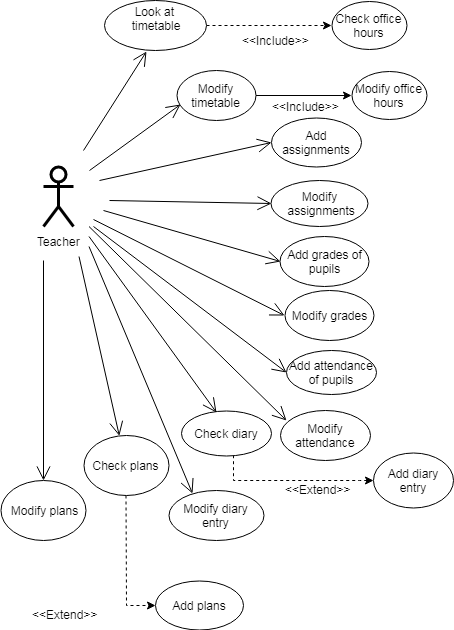 Look at
timetable
Check office
hours
<<Include>>
Modify
timetable
Modify office
hours
<<Include>>
Add
assignments
Modify
assignments
Teacher
Add grades of
pupils
Modify grades
Add attendance
of pupils
Check diary
Modify
attendance
Check plans
Add diary
entry
<<Extend>>
Modify plans
Modify diary
entry
Add plans
<<Extend>>